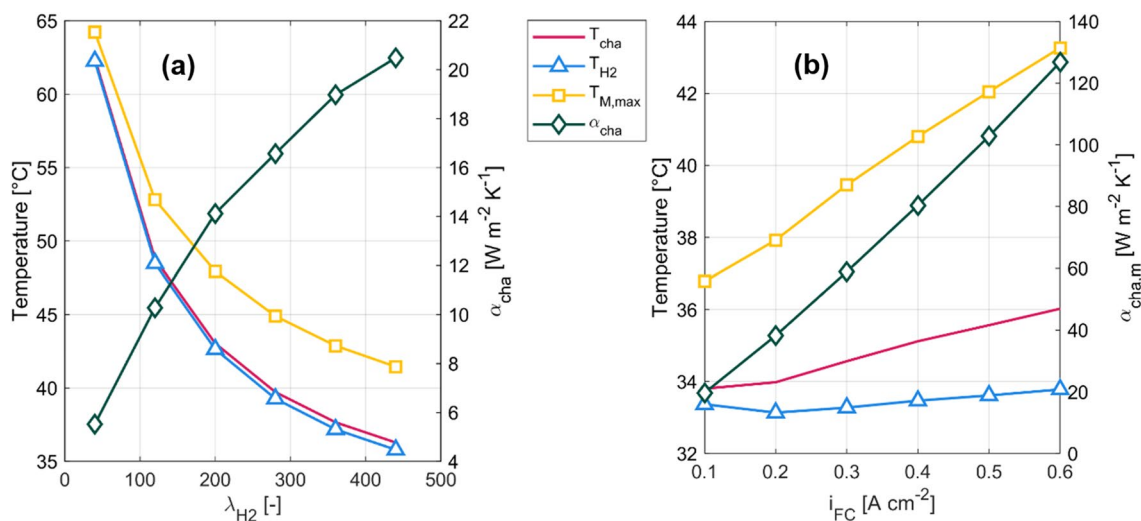 (a)
Temperature [°C]
65
60
55
50
45
40
35
0 100 200 300 400 500
λH2 [-]
22
20
18
16
14
12
10
8
6
4
αcha [W m-2 K-1]
Tcha
TH2
TM,max
αcha
(b)
Temperature [°C]
44
42
40
38
36
34
32
0.1 0.2 0.3 0.4 0.5 0.6
iFC [A cm-2]
140
120
100
80
60
40
20
0
αcha,m [W m-2 K-1]